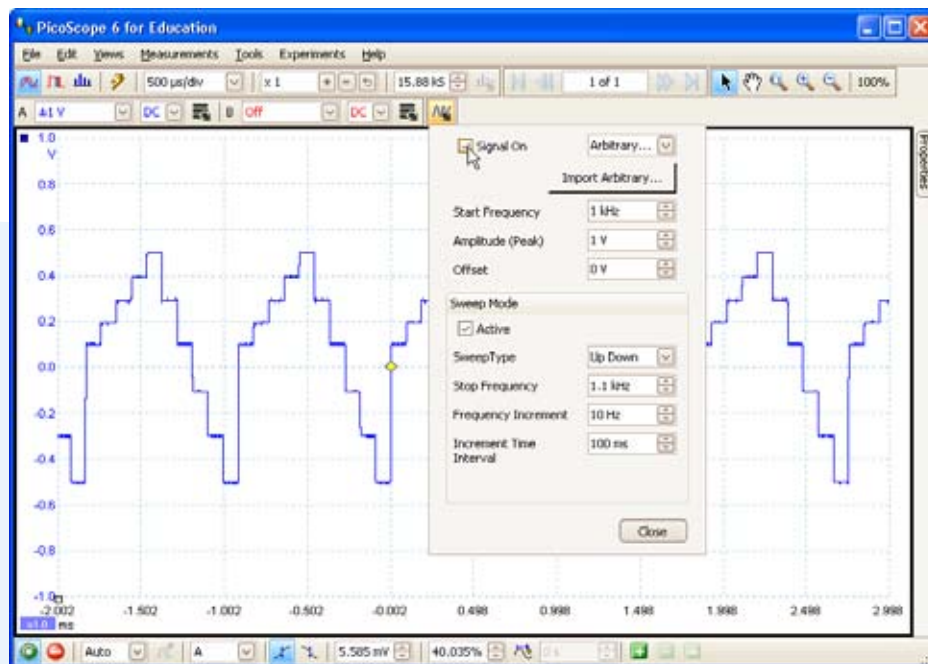 PicoScope 6 for Education
File Edit Views Measurements Tools Experiments Help
500 µs/div x 1 15.88 kS 1 of 1 100%
A ±1 V DC B Off DC
Signal On Arbitrary...
Import Arbitrary...
Start Frequency 1 kHz
Amplitude (Peak) 1 V
Offset 0 V
Sweep Mode
Active
SweepType Up Down
Stop Frequency 1.1 kHz
Frequency Increment 10 Hz
Increment Time Interval 100 ms
Close
Properties
1.0
V
0.8
0.6
0.4
0.2
0.0
-0.2
-0.4
-0.6
-0.8
-1.0
-2.002 -1.502 -1.002 -0.502 -0.002 0.498 0.998 1.498 1.998 2.498 2.998
x1.0 ms
Auto A 5.585 mV 40.035% 0 s